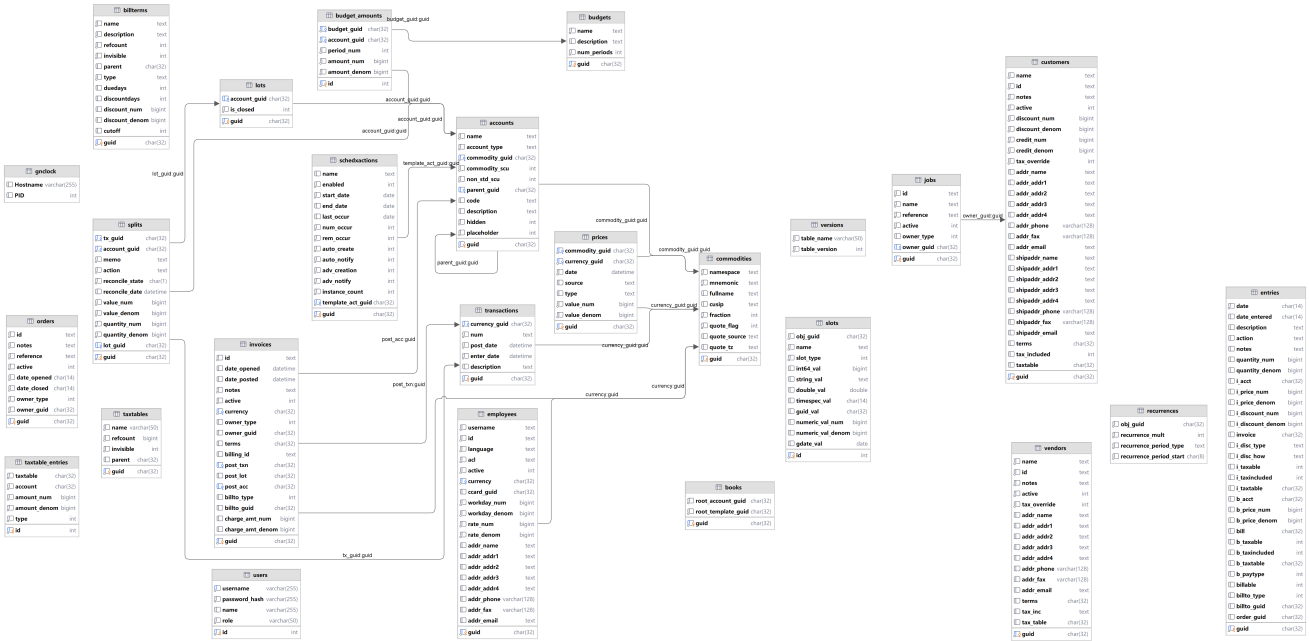 billterms
name text
description text
refcount int
invisible int
parent char(32)
type text
duedays int
discountdays int
discount_num bigint
discount_denom bigint
cutoff int
guid char(32)
budget_amounts
budget_guid char(32)
account_guid char(32)
period_num int
amount_num bigint
amount_denom bigint
id int
budget_guid:guid
budgets
name text
description text
num_periods int
guid char(32)
lots
account_guid char(32)
is_closed int
guid char(32)
account_guid:guid
account_guid:guid
account_guid:guid
accounts
name text
account_type text
commodity_guid char(32)
commodity_scu int
non_std_scu int
parent_guid char(32)
code text
description text
hidden int
placeholder int
guid char(32)
parent_guid:guid
gnclock
Hostname varchar(255)
PID int
lot_guid:guid
schedxactions
name text
enabled int
start_date date
end_date date
last_occur date
num_occur int
rem_occur int
auto_create int
auto_notify int
adv_creation int
adv_notify int
instance_count int
template_act_guid char(32)
guid char(32)
template_act_guid:guid
splits
tx_guid char(32)
account_guid char(32)
memo text
action text
reconcile_state char(1)
reconcile_date datetime
value_num bigint
value_denom bigint
quantity_num bigint
quantity_denom bigint
lot_guid char(32)
guid char(32)
prices
commodity_guid char(32)
currency_guid char(32)
date datetime
source text
type text
value_num bigint
value_denom bigint
guid char(32)
commodity_guid:guid
commodity_guid:guid
currency_guid:guid
currency_guid:guid
commodities
namespace text
mnemonic text
fullname text
cusip text
fraction int
quote_flag int
quote_source text
quote_tz text
guid char(32)
transactions
currency_guid char(32)
num text
post_date datetime
enter_date datetime
description text
guid char(32)
orders
id text
notes text
reference text
active int
date_opened char(14)
date_closed char(14)
owner_type int
owner_guid char(32)
guid char(32)
invoices
id text
date_opened datetime
date_posted datetime
notes text
active int
currency char(32)
owner_type int
owner_guid char(32)
terms char(32)
billing_id text
post_txn char(32)
post_lot char(32)
post_acc char(32)
billto_type int
billto_guid char(32)
charge_amt_num bigint
charge_amt_denom bigint
guid char(32)
post_acc:guid
post_txn:guid
currency:guid
currency:guid
tx_guid:guid
taxtables
name varchar(50)
refcount bigint
invisible int
parent char(32)
guid char(32)
taxtable_entries
taxtable char(32)
account char(32)
amount_num bigint
amount_denom bigint
type int
id int
employees
username text
id text
language text
acl text
active int
currency char(32)
ccard_guid char(32)
workday_num bigint
workday_denom bigint
rate_num bigint
rate_denom bigint
addr_name text
addr_addr1 text
addr_addr2 text
addr_addr3 text
addr_addr4 text
addr_phone varchar(128)
addr_fax varchar(128)
addr_email text
guid char(32)
users
username varchar(255)
password_hash varchar(255)
name varchar(255)
role varchar(50)
id int
versions
table_name varchar(50)
table_version int
slots
obj_guid char(32)
name text
slot_type int
int64_val bigint
string_val text
double_val double
timespec_val char(14)
guid_val char(32)
numeric_val_num bigint
numeric_val_denom bigint
gdate_val date
id int
books
root_account_guid char(32)
root_template_guid char(32)
guid char(32)
jobs
id text
name text
reference text
active int
owner_type int
owner_guid char(32)
guid char(32)
owner_guid:guid
customers
name text
id text
notes text
active int
discount_num bigint
discount_denom bigint
credit_num bigint
credit_denom bigint
tax_override int
addr_name text
addr_addr1 text
addr_addr2 text
addr_addr3 text
addr_addr4 text
addr_phone varchar(128)
addr_fax varchar(128)
addr_email text
shipaddr_name text
shipaddr_addr1 text
shipaddr_addr2 text
shipaddr_addr3 text
shipaddr_addr4 text
shipaddr_phone varchar(128)
shipaddr_fax varchar(128)
shipaddr_email text
terms char(32)
tax_included int
taxtable char(32)
guid char(32)
recurrences
obj_guid char(32)
recurrence_mult int
recurrence_period_type text
recurrence_period_start char(8)
vendors
name text
id text
notes text
active int
tax_override int
addr_name text
addr_addr1 text
addr_addr2 text
addr_addr3 text
addr_addr4 text
addr_phone varchar(128)
addr_fax varchar(128)
addr_email text
terms char(32)
tax_inc text
tax_table char(32)
guid char(32)
entries
date char(14)
date_entered char(14)
description text
action text
notes text
quantity_num bigint
quantity_denom bigint
i_acct char(32)
i_price_num bigint
i_price_denom bigint
i_discount_num bigint
i_discount_denom bigint
invoice char(32)
i_disc_type text
i_disc_how text
i_taxable int
i_taxincluded int
i_taxtable char(32)
b_acct char(32)
b_price_num bigint
b_price_denom bigint
bill char(32)
b_taxable int
b_taxincluded int
b_taxtable char(32)
b_paytype int
billable int
billto_type int
billto_guid char(32)
order_guid char(32)
guid char(32)